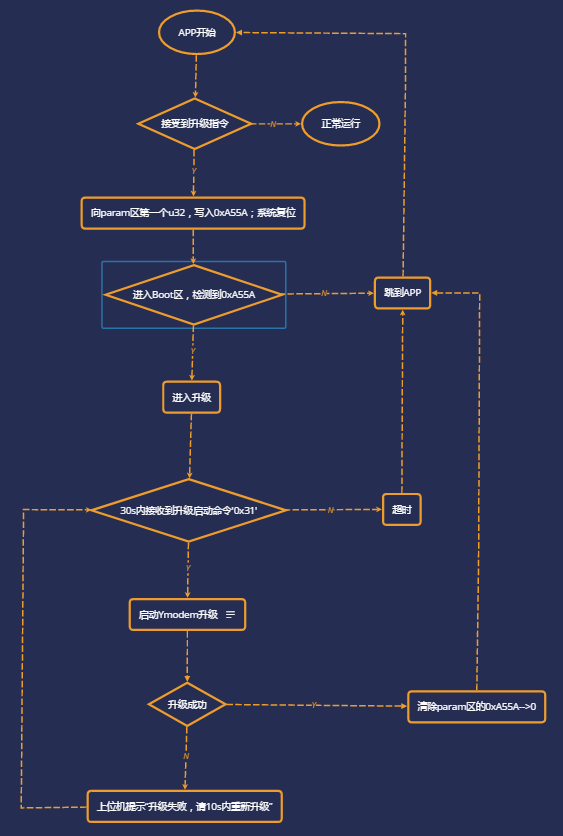 APP开始
接受到升级指令
N
正常运行
Y
向param区第一个u32，写入0xA55A；系统复位
进入Boot区，检测到0xA55A
N
跳到APP
Y
进入升级
30s内接收到升级启动命令'0x31'
N
超时
Y
启动Ymodem升级
升级成功
Y
清除param区的0xA55A-->0
N
上位机提示“升级失败，请10s内重新升级”